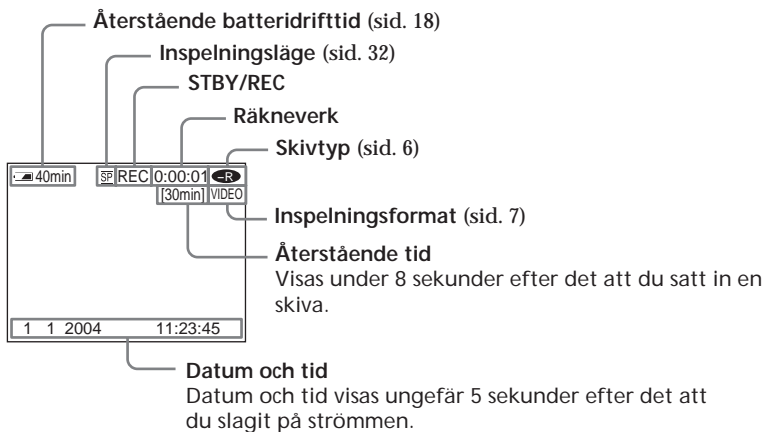 Återstående batteridrifttid (sid. 18)
Inspelningsläge (sid. 32)
STBY/REC
Räkneverk
Skivtyp (sid. 6)
40min SP REC 0:00:01 -R
[30min] VIDEO
Inspelningsformat (sid. 7)
Återstående tid
Visas under 8 sekunder efter det att du satt in en
skiva.
1 1 2004 11:23:45
Datum och tid
Datum och tid visas ungefär 5 sekunder efter det att
du slagit på strömmen.